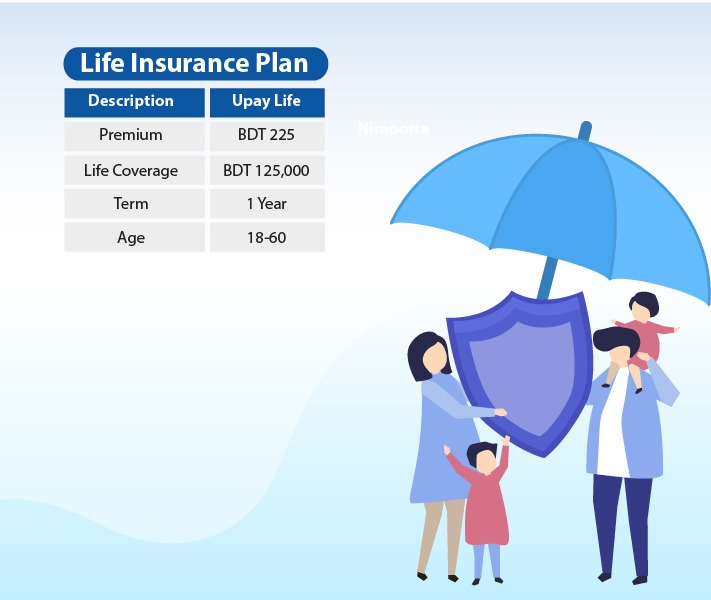 Life Insurance Plan
Description Upay Life
Premium BDT 225
Life Coverage BDT 125,000
Term 1 Year
Age 18-60
Nirapotta